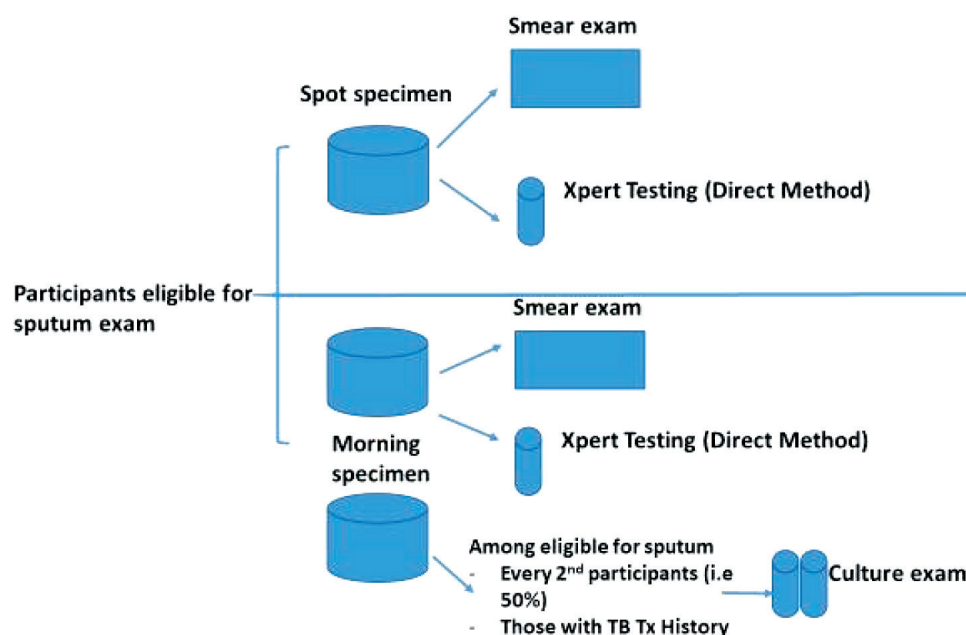 Smear exam
Spot specimen
Xpert Testing (Direct Method)
Participants eligible for
sputum exam
Smear exam
Xpert Testing (Direct Method)
Morning
specimen
Among eligible for sputum
- Every 2nd participants (i.e
50%)
- Those with TB Tx History
Culture exam